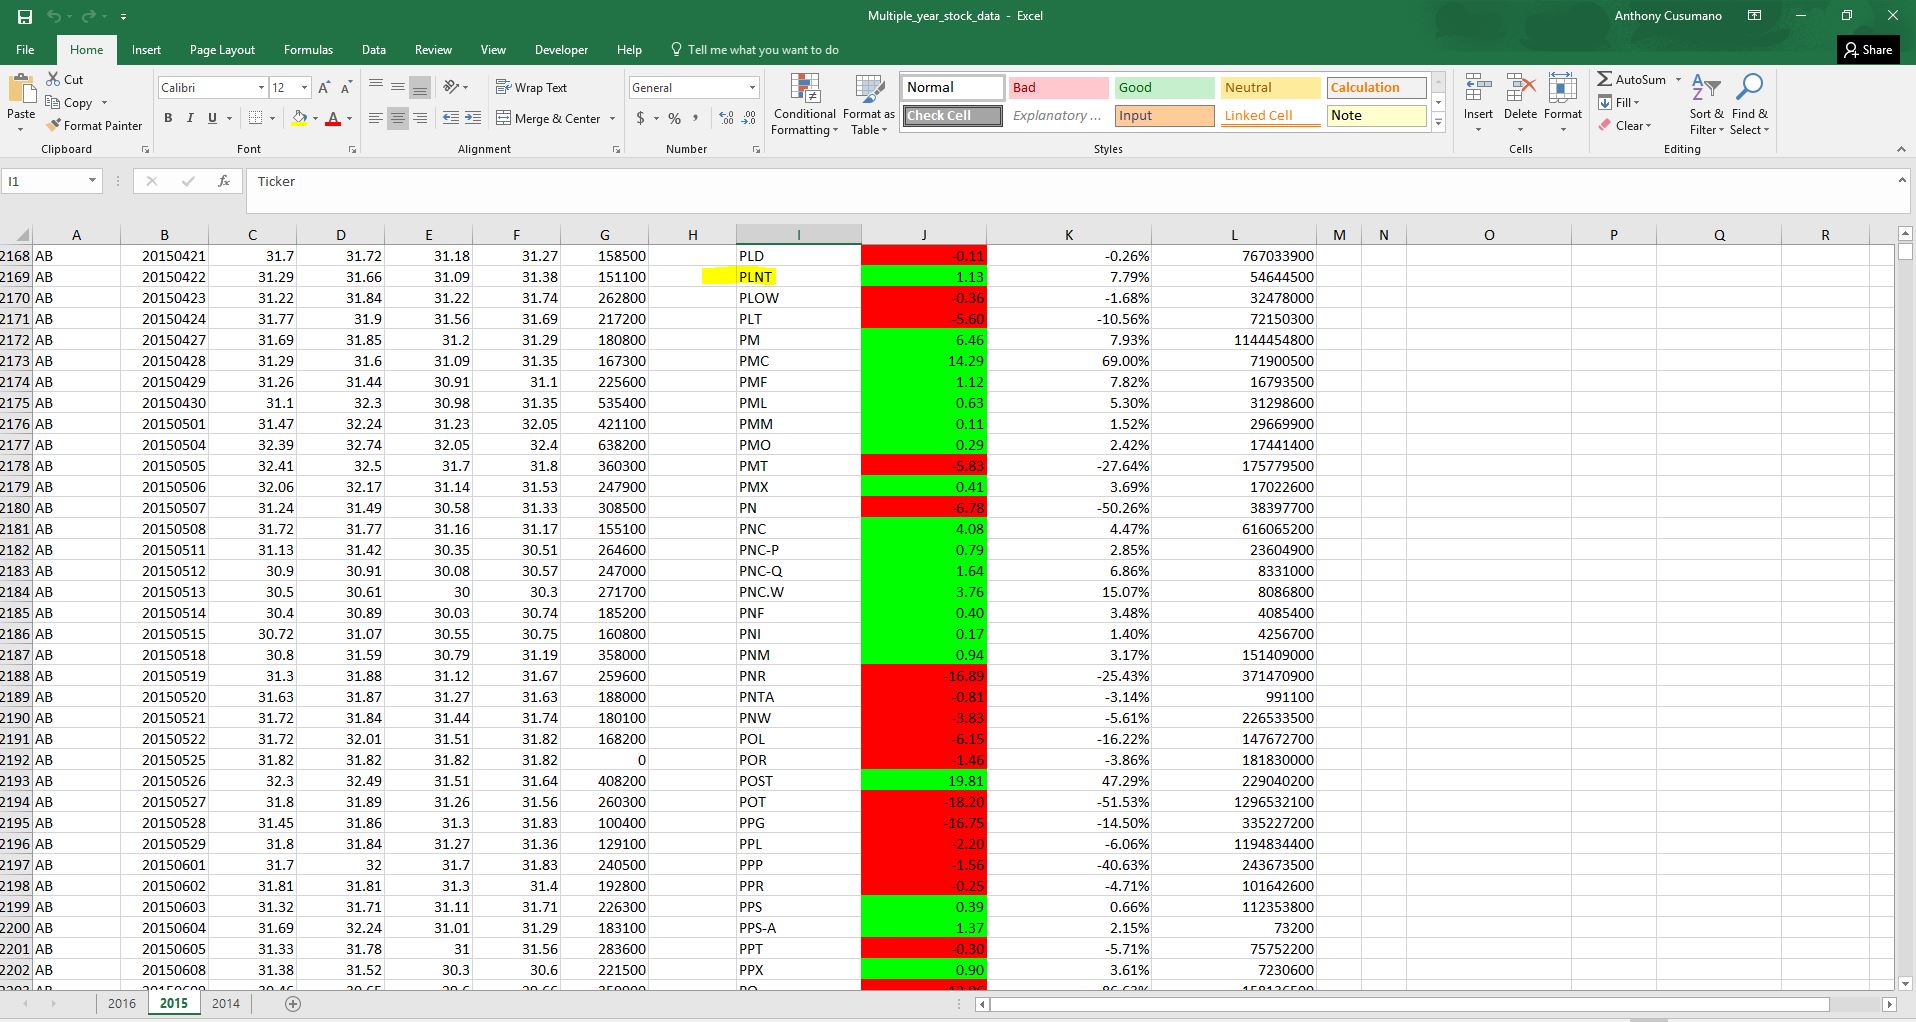 Multiple_year_stock_data - Excel
Anthony Cusumano
File Home Insert Page Layout Formulas Data Review View Developer Help Tell me what you want to do Share
Paste Cut Copy Format Painter Clipboard
Calibri 12 A A B I U A Font
Wrap Text Merge & Center Alignment
General $ % , .00 Number
Conditional Formatting Format as Table
Normal Bad Good Neutral Calculation
Check Cell Explanatory ... Input Linked Cell Note
Styles
Insert Delete Format Cells
AutoSum Fill Clear Sort & Filter Find & Select Editing
I1 fx Ticker
A B C D E F G H I J K L M N O P Q R
2168 AB 20150421 31.7 31.72 31.18 31.27 158500 PLD -0.11 -0.26% 767033900
2169 AB 20150422 31.29 31.66 31.09 31.38 151100 PLNT 1.13 7.79% 54644500
2170 AB 20150423 31.22 31.84 31.22 31.74 262800 PLOW -0.36 -1.68% 32478000
2171 AB 20150424 31.77 31.9 31.56 31.69 217200 PLT -5.60 -10.56% 72150300
2172 AB 20150427 31.69 31.85 31.2 31.29 180800 PM 6.46 7.93% 1144454800
2173 AB 20150428 31.29 31.6 31.09 31.35 167300 PMC 14.29 69.00% 71900500
2174 AB 20150429 31.26 31.44 30.91 31.1 225600 PMF 1.12 7.82% 16793500
2175 AB 20150430 31.1 32.3 30.98 31.35 535400 PML 0.63 5.30% 31298600
2176 AB 20150501 31.47 32.24 31.23 32.05 421100 PMM 0.11 1.52% 29669900
2177 AB 20150504 32.39 32.74 32.05 32.4 638200 PMO 0.29 2.42% 17441400
2178 AB 20150505 32.41 32.5 31.7 31.8 360300 PMT -5.83 -27.64% 175779500
2179 AB 20150506 32.06 32.17 31.14 31.53 247900 PMX 0.41 3.69% 17022600
2180 AB 20150507 31.24 31.49 30.58 31.33 308500 PN -6.78 -50.26% 38397700
2181 AB 20150508 31.72 31.77 31.16 31.17 155100 PNC 4.08 4.47% 616065200
2182 AB 20150511 31.13 31.42 30.35 30.51 264600 PNC-P 0.79 2.85% 23604900
2183 AB 20150512 30.9 30.91 30.08 30.57 247000 PNC-Q 1.64 6.86% 8331000
2184 AB 20150513 30.5 30.61 30 30.3 271700 PNC.W 3.76 15.07% 8086800
2185 AB 20150514 30.4 30.89 30.03 30.74 185200 PNF 0.40 3.48% 4085400
2186 AB 20150515 30.72 31.07 30.55 30.75 160800 PNI 0.17 1.40% 4256700
2187 AB 20150518 30.8 31.59 30.79 31.19 358000 PNM 0.94 3.17% 151409000
2188 AB 20150519 31.3 31.88 31.12 31.67 259600 PNR -16.89 -25.43% 371470900
2189 AB 20150520 31.63 31.87 31.27 31.63 188000 PNTA -0.81 -3.14% 991100
2190 AB 20150521 31.72 31.84 31.44 31.74 180100 PNW -3.83 -5.61% 226533500
2191 AB 20150522 31.72 32.01 31.51 31.82 168200 POL -6.15 -16.22% 147672700
2192 AB 20150525 31.82 31.82 31.82 31.82 0 POR -1.46 -3.86% 181830000
2193 AB 20150526 32.3 32.49 31.51 31.64 408200 POST 19.81 47.29% 229040200
2194 AB 20150527 31.8 31.89 31.26 31.56 260300 POT -18.20 -51.53% 1296532100
2195 AB 20150528 31.45 31.86 31.3 31.83 100400 PPG -16.75 -14.50% 335227200
2196 AB 20150529 31.8 31.84 31.27 31.36 129100 PPL -2.20 -6.06% 1194834400
2197 AB 20150601 31.7 32 31.7 31.83 240500 PPP -1.56 -40.63% 243673500
2198 AB 20150602 31.81 31.81 31.3 31.4 192800 PPR -0.25 -4.71% 101642600
2199 AB 20150603 31.32 31.71 31.11 31.71 226300 PPS 0.39 0.66% 112353800
2200 AB 20150604 31.69 32.24 31.01 31.29 183100 PPS-A 1.37 2.15% 73200
2201 AB 20150605 31.33 31.78 31 31.56 283600 PPT -0.30 -5.71% 75752200
2202 AB 20150608 31.38 31.52 30.3 30.6 221500 PPX 0.90 3.61% 7230600
2016 2015 2014